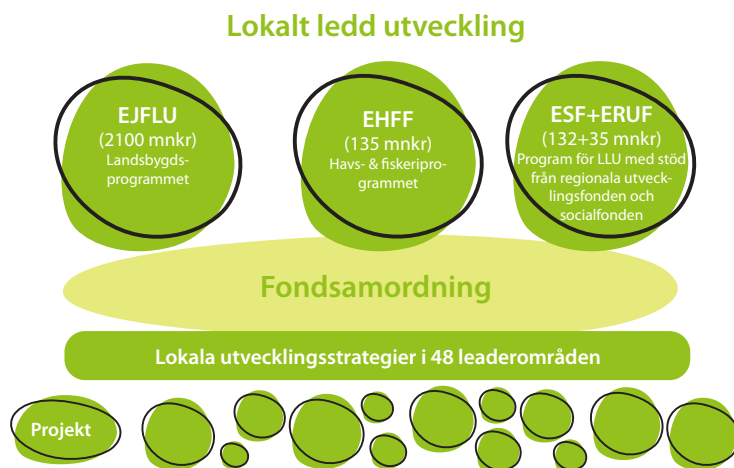 Lokalt ledd utveckling
EJFLU
(2100 mnkr)
Landsbygds-
programmet
EHFF
(135 mnkr)
Havs- & fiskeripro-
grammet
ESF+ERUF
(132+35 mnkr)
Program för LLU med stöd
från regionala utveck-
lingsfonden och
socialfonden
Fondsamordning
Lokala utvecklingsstrategier i 48 leaderområden
Projekt